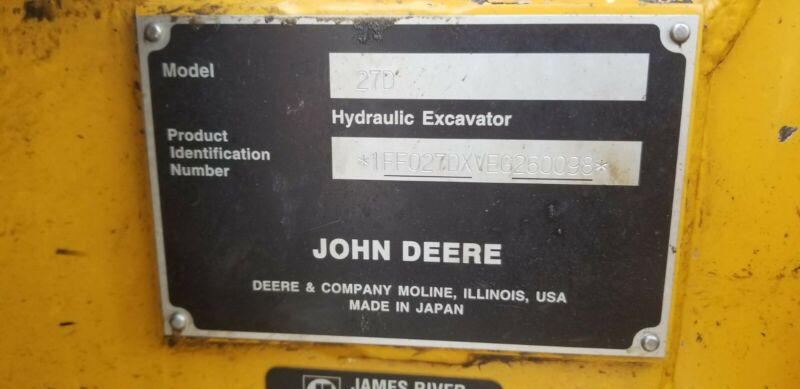 Model
27D
Hydraulic Excavator
Product
Identification
Number
*1FF027DXVEG260098*
JOHN DEERE
DEERE & COMPANY MOLINE, ILLINOIS, USA
MADE IN JAPAN
JAMES RIVER